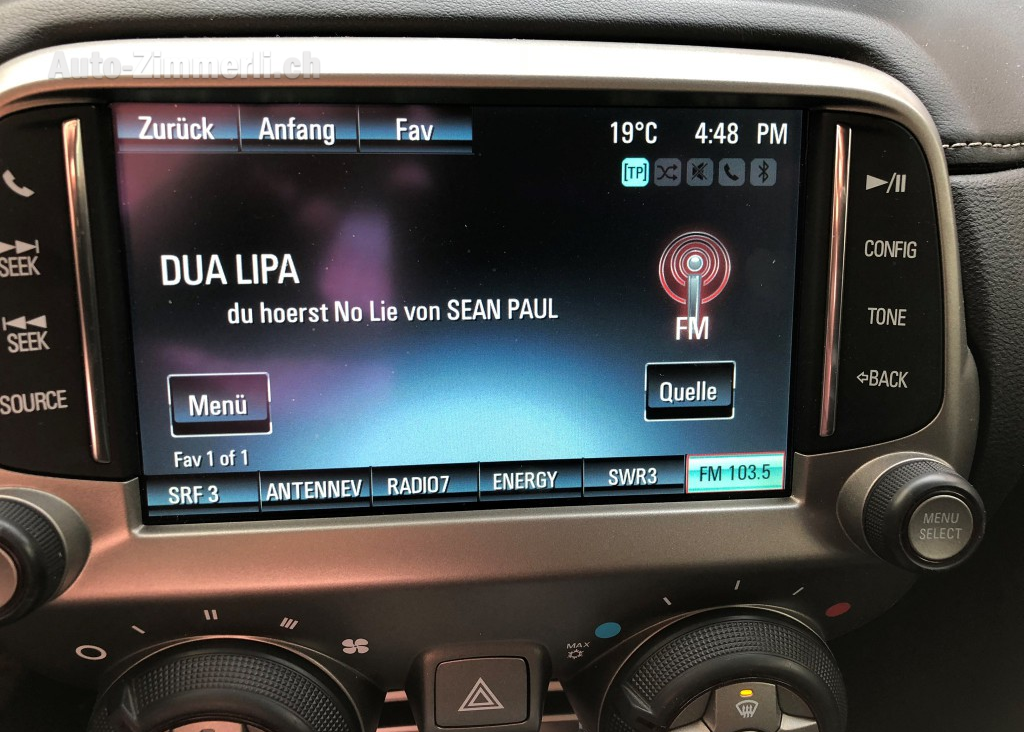 Auto-Zimmerli.ch
Zurück Anfang Fav 19°C 4:48 PM
[TP]
SEEK
SEEK
SOURCE
DUA LIPA
du hoerst No Lie von SEAN PAUL
FM
Menü
Quelle
Fav 1 of 1
SRF 3 ANTENNEV RADIO7 ENERGY SWR3 FM 103.5
CONFIG
TONE
BACK
MENU
SELECT
MAX